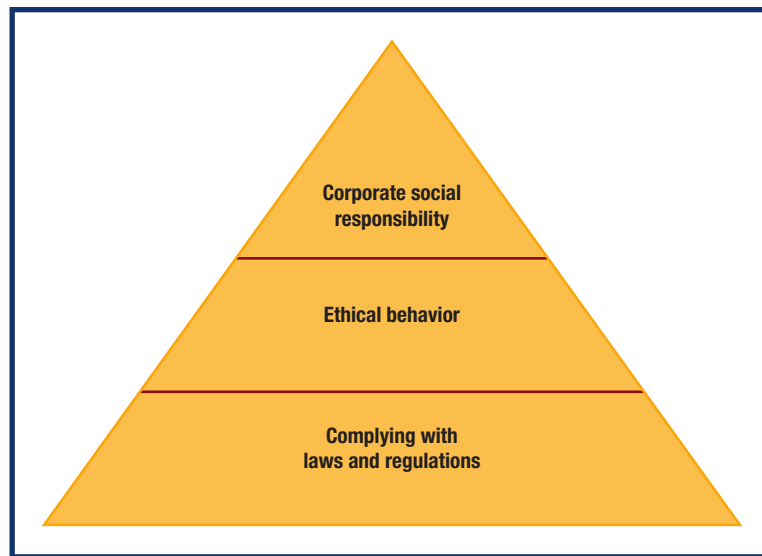 Corporate social
responsibility
Ethical behavior
Complying with
laws and regulations